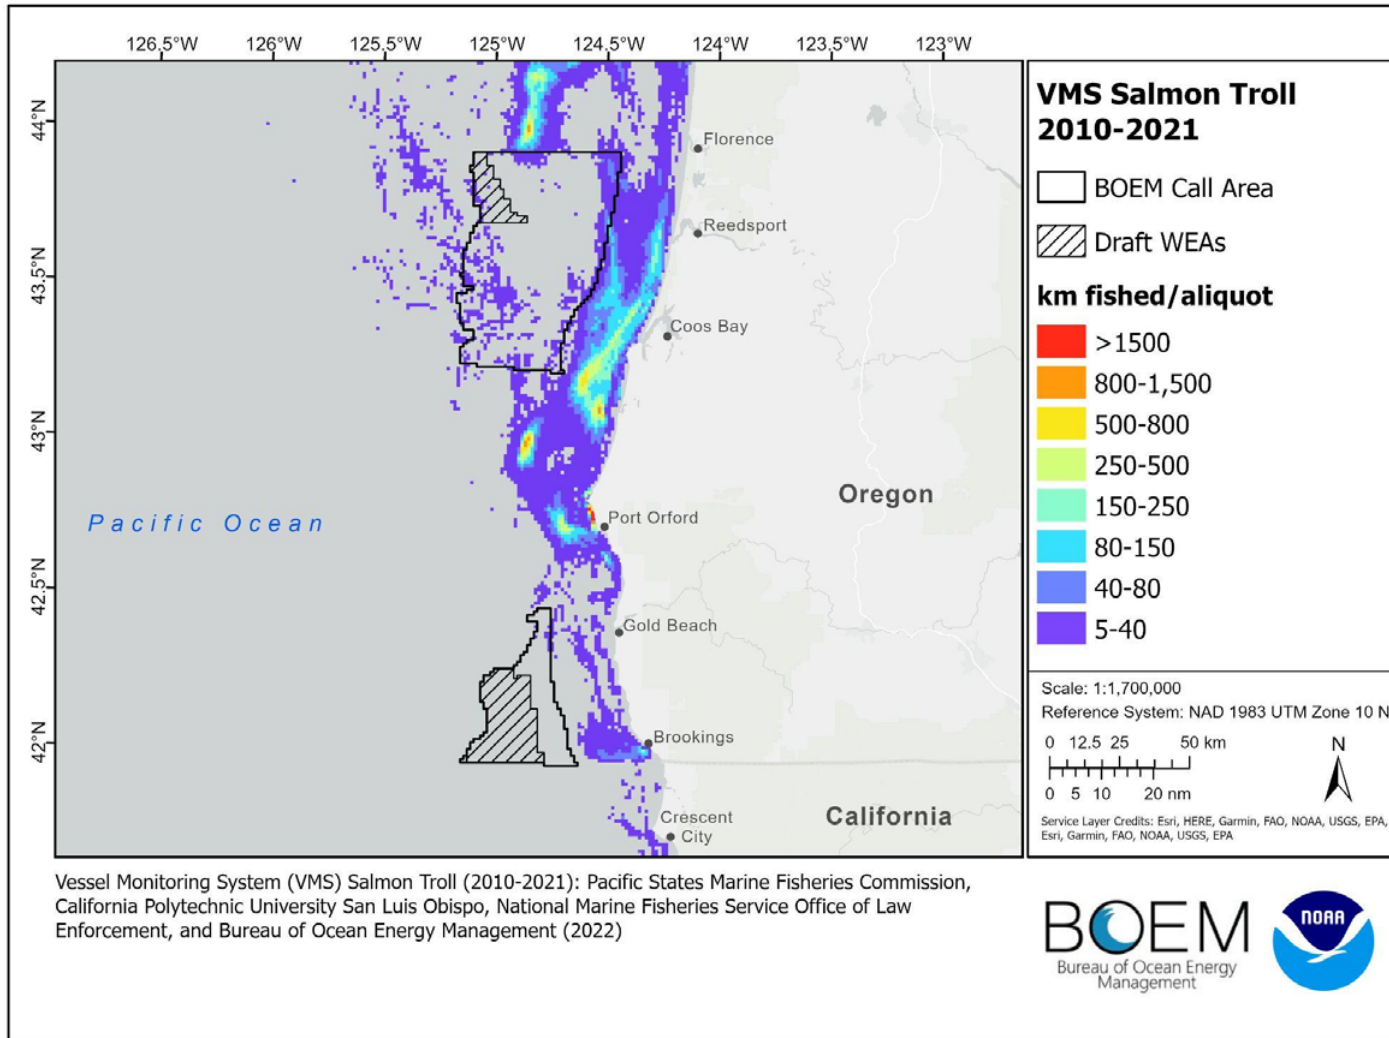 126.5°W 126°W 125.5°W 125°W 124.5°W 124°W 123.5°W 123°W
44°N
43.5°N
43°N
42.5°N
42°N
Florence
Reedsport
Coos Bay
Oregon
Pacific Ocean
Port Orford
Gold Beach
Brookings
California
Crescent
City
VMS Salmon Troll
2010-2021
BOEM Call Area
Draft WEAs
km fished/aliquot
>1500
800-1,500
500-800
250-500
150-250
80-150
40-80
5-40
Scale: 1:1,700,000
Reference System: NAD 1983 UTM Zone 10 N
0 12.5 25 50 km
0 5 10 20 nm
N
Service Layer Credits: Esri, HERE, Garmin, FAO, NOAA, USGS, EPA,
Esri, Garmin, FAO, NOAA, USGS, EPA
Vessel Monitoring System (VMS) Salmon Troll (2010-2021): Pacific States Marine Fisheries Commission,
California Polytechnic University San Luis Obispo, National Marine Fisheries Service Office of Law
Enforcement, and Bureau of Ocean Energy Management (2022)
BOEM
Bureau of Ocean Energy
Management
NOAA